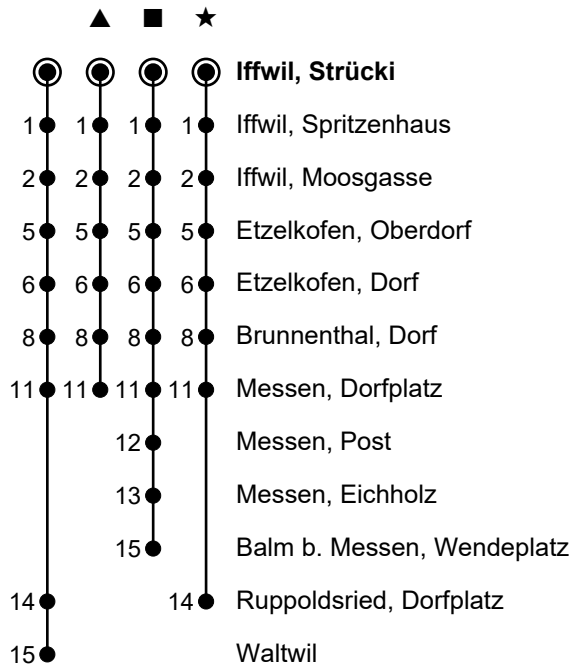 ▲ ■ ★
Iffwil, Strücki
1 1 1 1 Iffwil, Spritzenhaus
2 2 2 2 Iffwil, Moosgasse
5 5 5 5 Etzelkofen, Oberdorf
6 6 6 6 Etzelkofen, Dorf
8 8 8 8 Brunnenthal, Dorf
11 11 11 11 Messen, Dorfplatz
12 Messen, Post
13 Messen, Eichholz
15 Balm b. Messen, Wendeplatz
14 14 Ruppoldsried, Dorfplatz
15 Waltwil